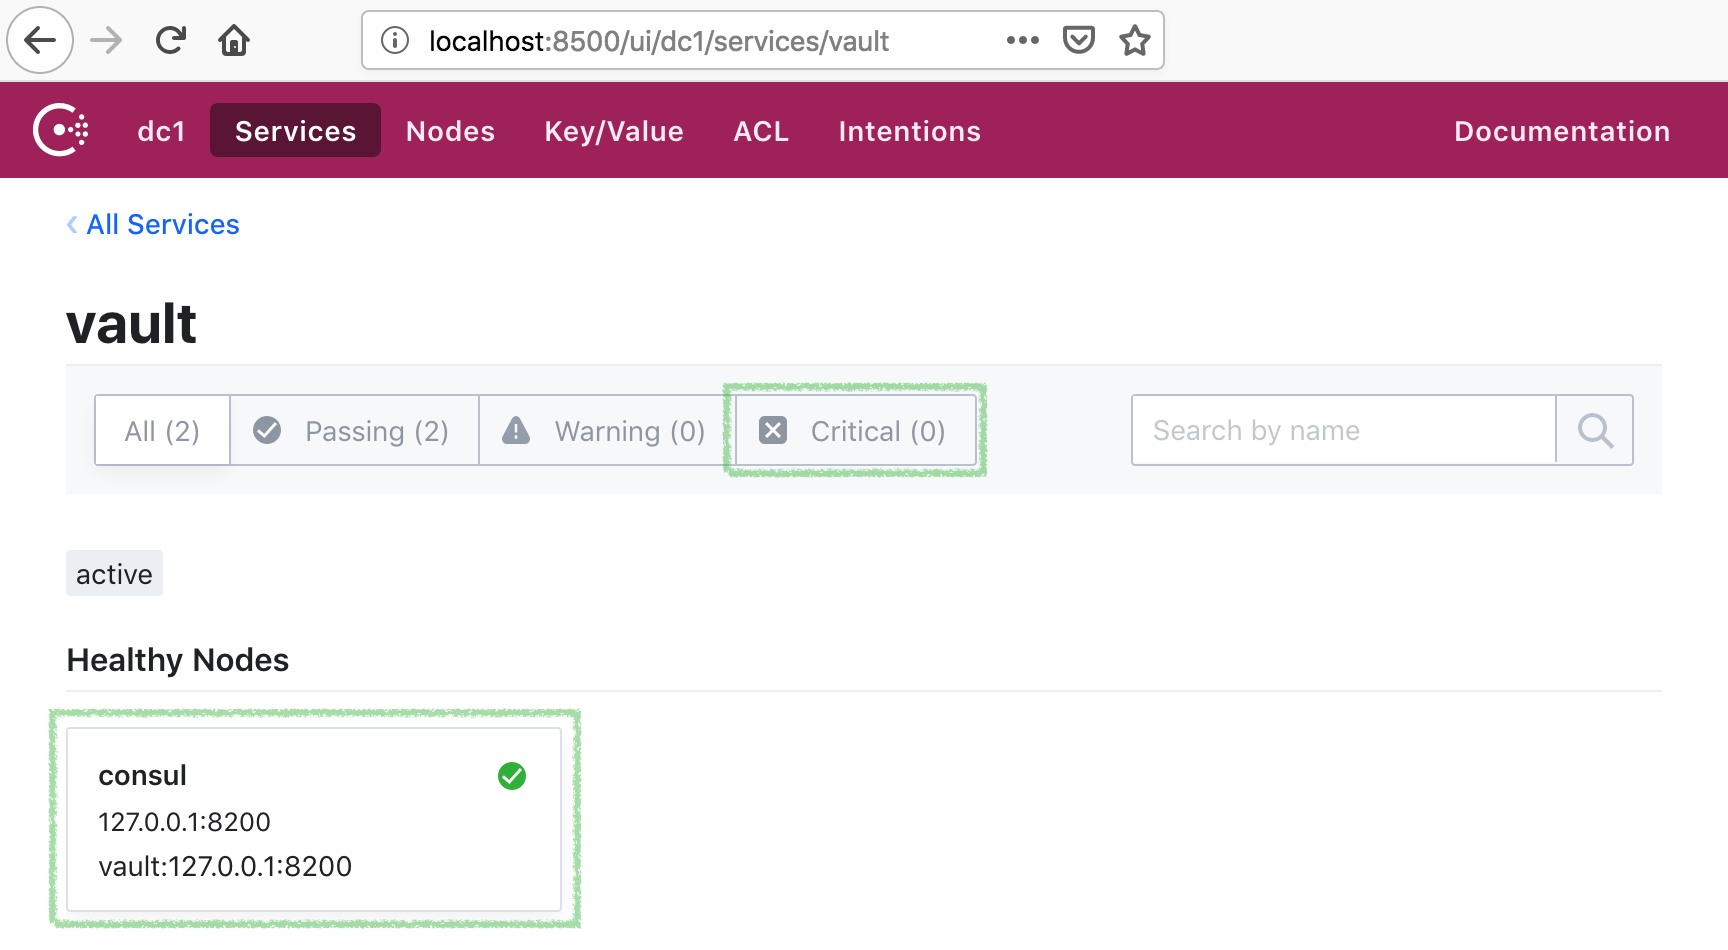 localhost:8500/ui/dc1/services/vault
dc1 Services Nodes Key/Value ACL Intentions Documentation
‹ All Services
vault
All (2) Passing (2) Warning (0) Critical (0) Search by name
active
Healthy Nodes
consul
127.0.0.1:8200
vault:127.0.0.1:8200